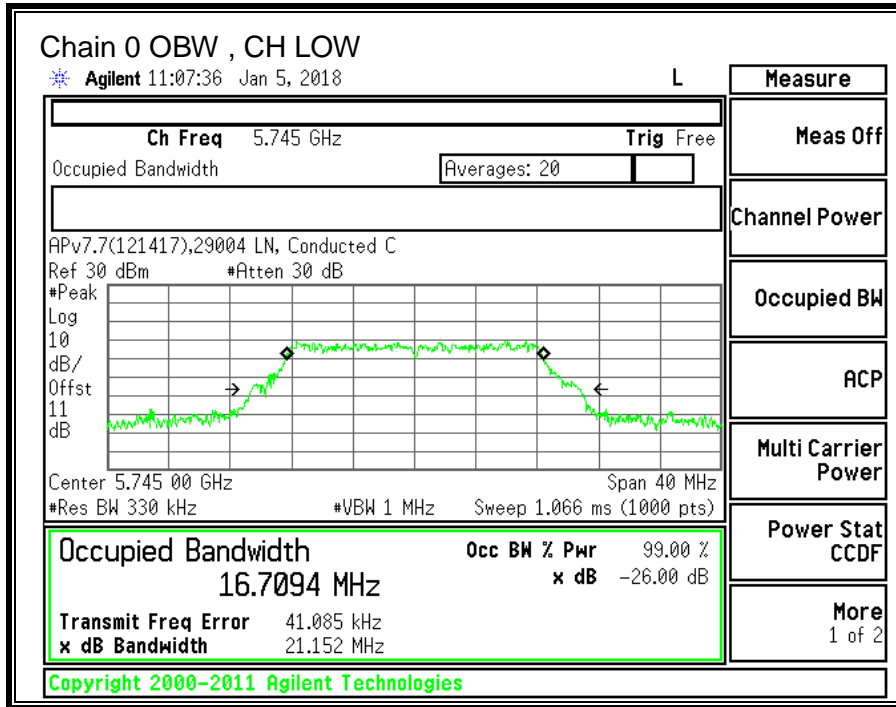 Chain 0 OBW , CH LOW
Agilent 11:07:36 Jan 5, 2018 L
Measure
Ch Freq 5.745 GHz Trig Free
Occupied Bandwidth Averages: 20
APv7.7(121417),29004 LN, Conducted C
Ref 30 dBm #Atten 30 dB
#Peak
Log
10
dB/
Offst
11
dB
Center 5.745 00 GHz Span 40 MHz
#Res BW 330 kHz #VBW 1 MHz Sweep 1.066 ms (1000 pts)
Occupied Bandwidth Occ BW % Pwr 99.00 %
16.7094 MHz x dB -26.00 dB
Transmit Freq Error 41.085 kHz
x dB Bandwidth 21.152 MHz
Meas Off
Channel Power
Occupied BW
ACP
Multi Carrier
Power
Power Stat
CCDF
More
1 of 2
Copyright 2000-2011 Agilent Technologies